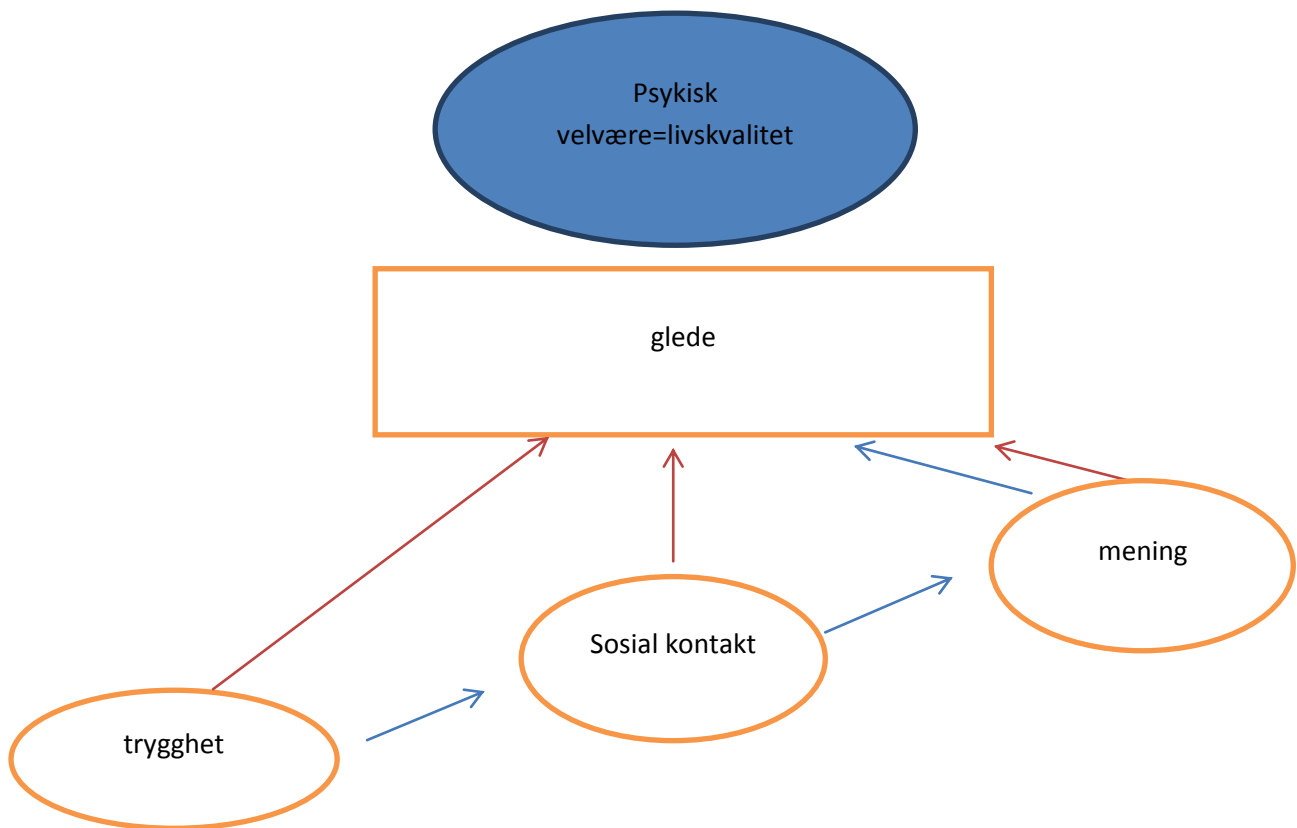 Psykisk
velvære=livskvalitet
glede
mening
Sosial kontakt
trygghet